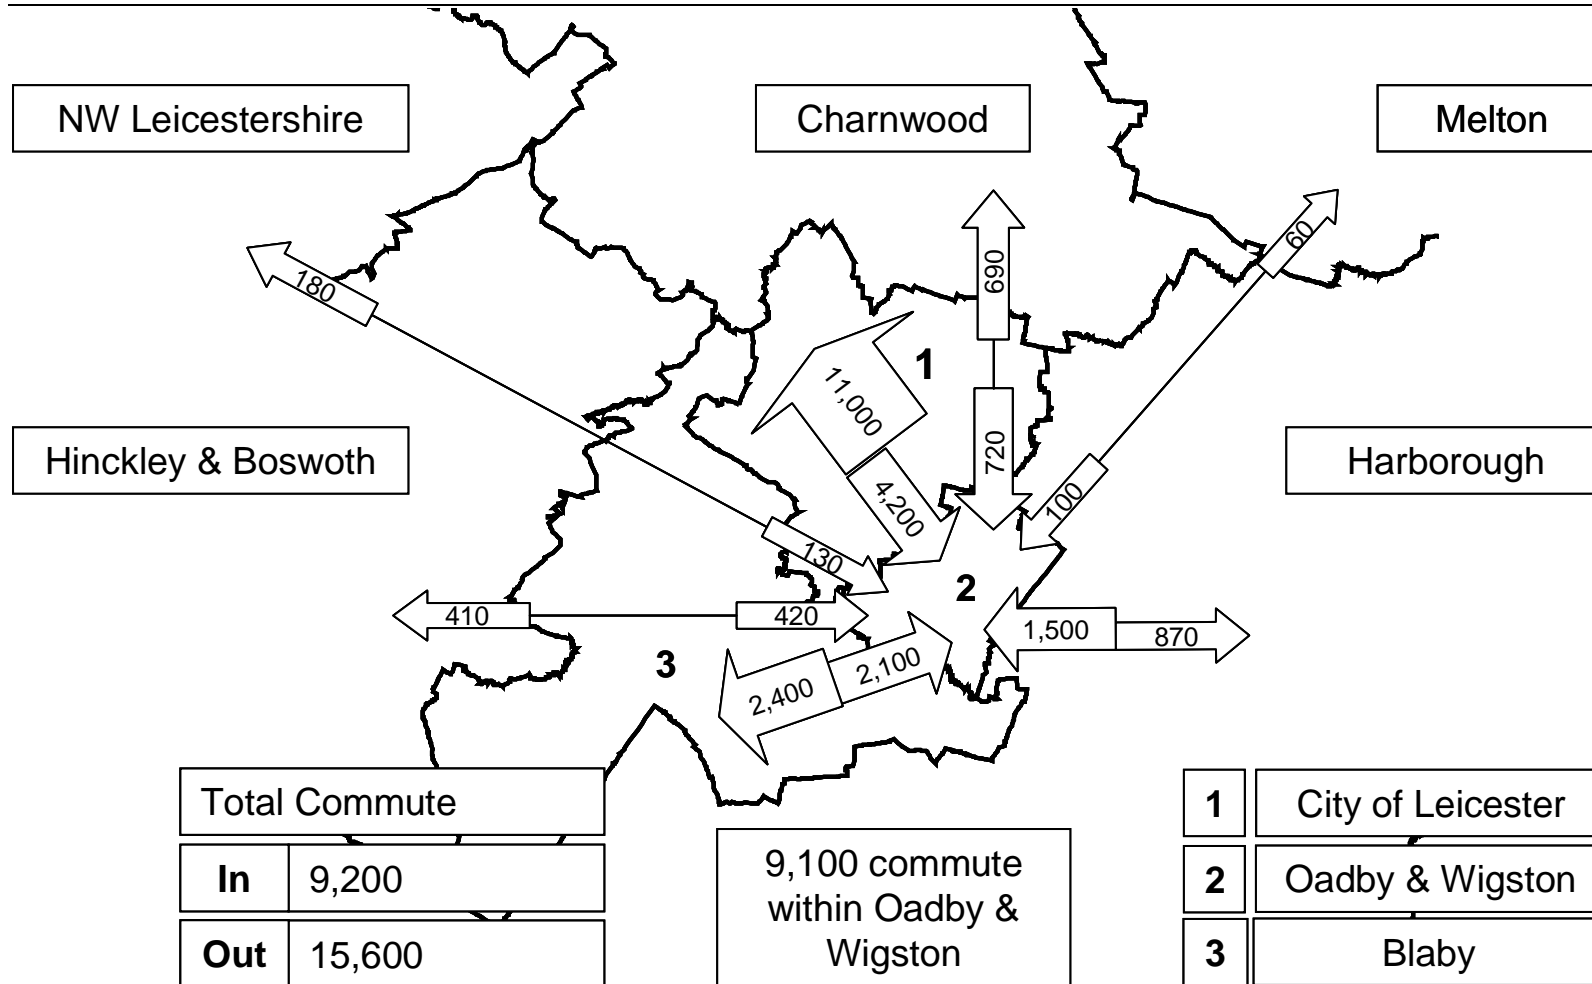 NW Leicestershire
Charnwood
Melton
60
690
180
1
11,000
Hinckley & Boswoth
720
Harborough
4,200
100
130
2
410
420
1,500
870
3
2,100
2,400
Total Commute
In 9,200
Out 15,600
9,100 commute
within Oadby &
Wigston
1 City of Leicester
2 Oadby & Wigston
3 Blaby